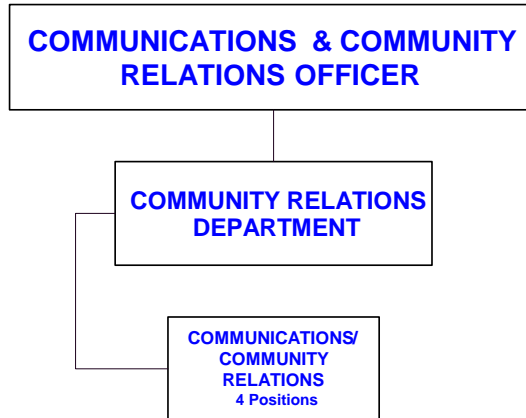 COMMUNICATIONS & COMMUNITY
RELATIONS OFFICER
COMMUNITY RELATIONS
DEPARTMENT
COMMUNICATIONS/
COMMUNITY
RELATIONS
4 Positions